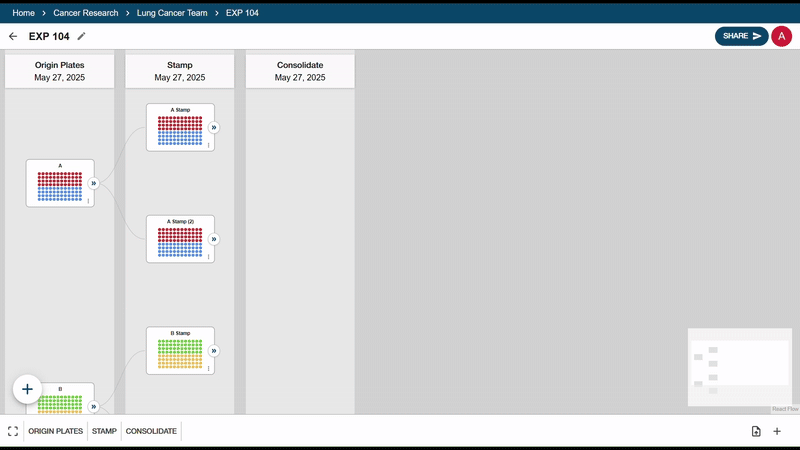 Home > Cancer Research > Lung Cancer Team > EXP 104
EXP 104
SHARE
A
Origin Plates
May 27, 2025
Stamp
May 27, 2025
Consolidate
May 27, 2025
A Stamp
A
A Stamp (2)
B Stamp
B
React Flow
ORIGIN PLATES
STAMP
CONSOLIDATE